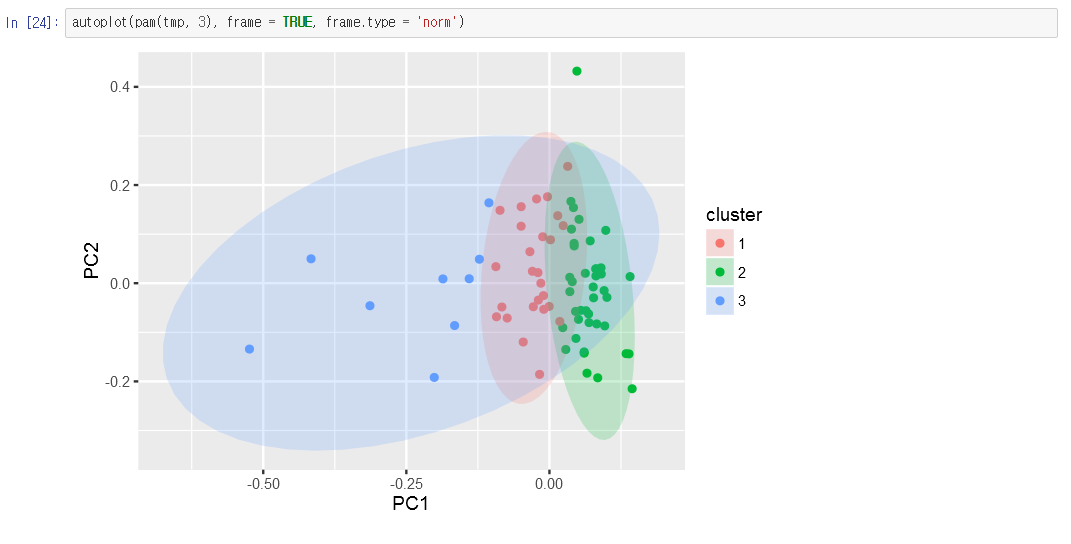 In [24]: autoplot(pam(tmp, 3), frame = TRUE, frame.type = 'norm')
0.4
0.2
0.0
-0.2
PC2
-0.50
-0.25
0.00
PC1
cluster
1
2
3